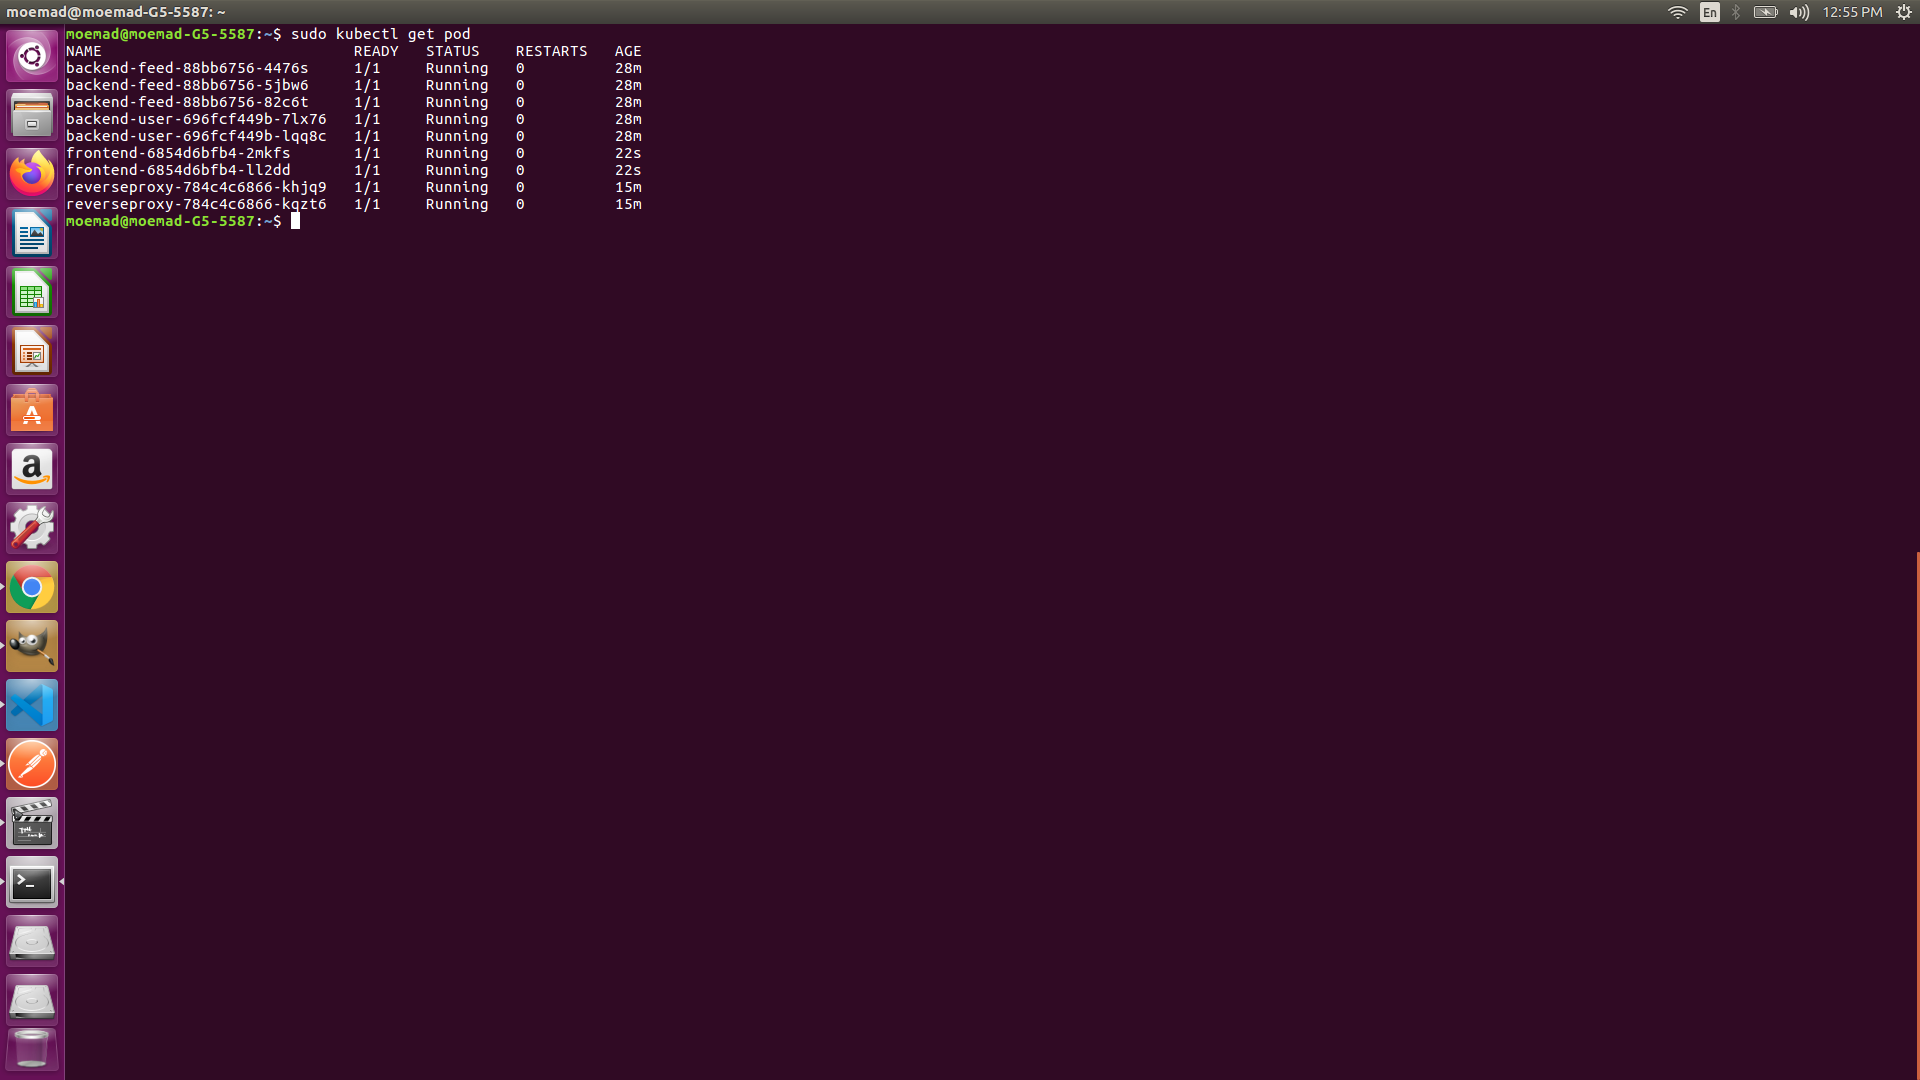 moemad@moemad-G5-5587: ~
En
12:55 PM
moemad@moemad-G5-5587:~$ sudo kubectl get pod
NAME READY STATUS RESTARTS AGE
backend-feed-88bb6756-4476s 1/1 Running 0 28m
backend-feed-88bb6756-5jbw6 1/1 Running 0 28m
backend-feed-88bb6756-82c6t 1/1 Running 0 28m
backend-user-696fcf449b-7lx76 1/1 Running 0 28m
backend-user-696fcf449b-lqq8c 1/1 Running 0 28m
frontend-6854d6bfb4-2mkfs 1/1 Running 0 22s
frontend-6854d6bfb4-ll2dd 1/1 Running 0 22s
reverseproxy-784c4c6866-khjq9 1/1 Running 0 15m
reverseproxy-784c4c6866-kqzt6 1/1 Running 0 15m
moemad@moemad-G5-5587:~$